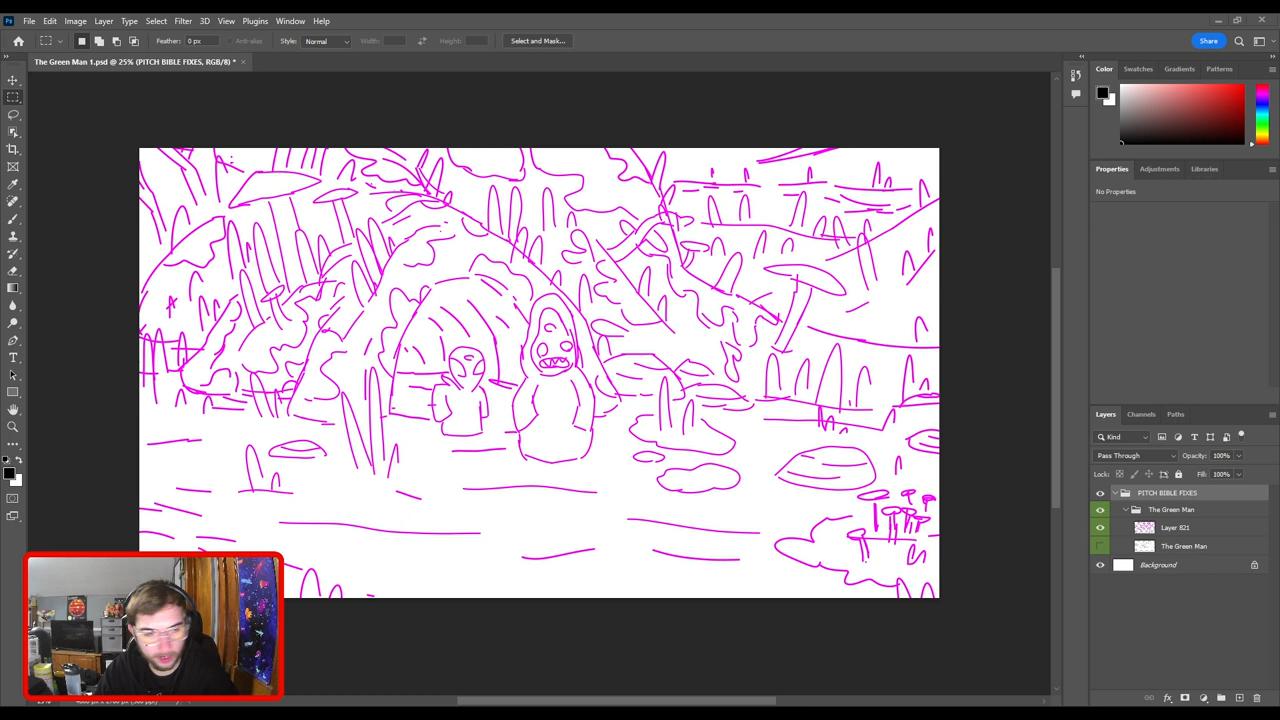 Ps File Edit Image Layer Type Select Filter 3D View Plugins Window Help
Feather: 0 px Anti-alias Style: Normal Width: Height: Select and Mask... Share
The Green Man 1.psd @ 25% (PITCH BIBLE FIXES, RGB/8) * ×
Color Swatches Gradients Patterns
Properties Adjustments Libraries
No Properties
Layers Channels Paths
Kind
Pass Through Opacity: 100%
Lock: Fill: 100%
PITCH BIBLE FIXES
The Green Man
Layer 821
The Green Man
Background
fx